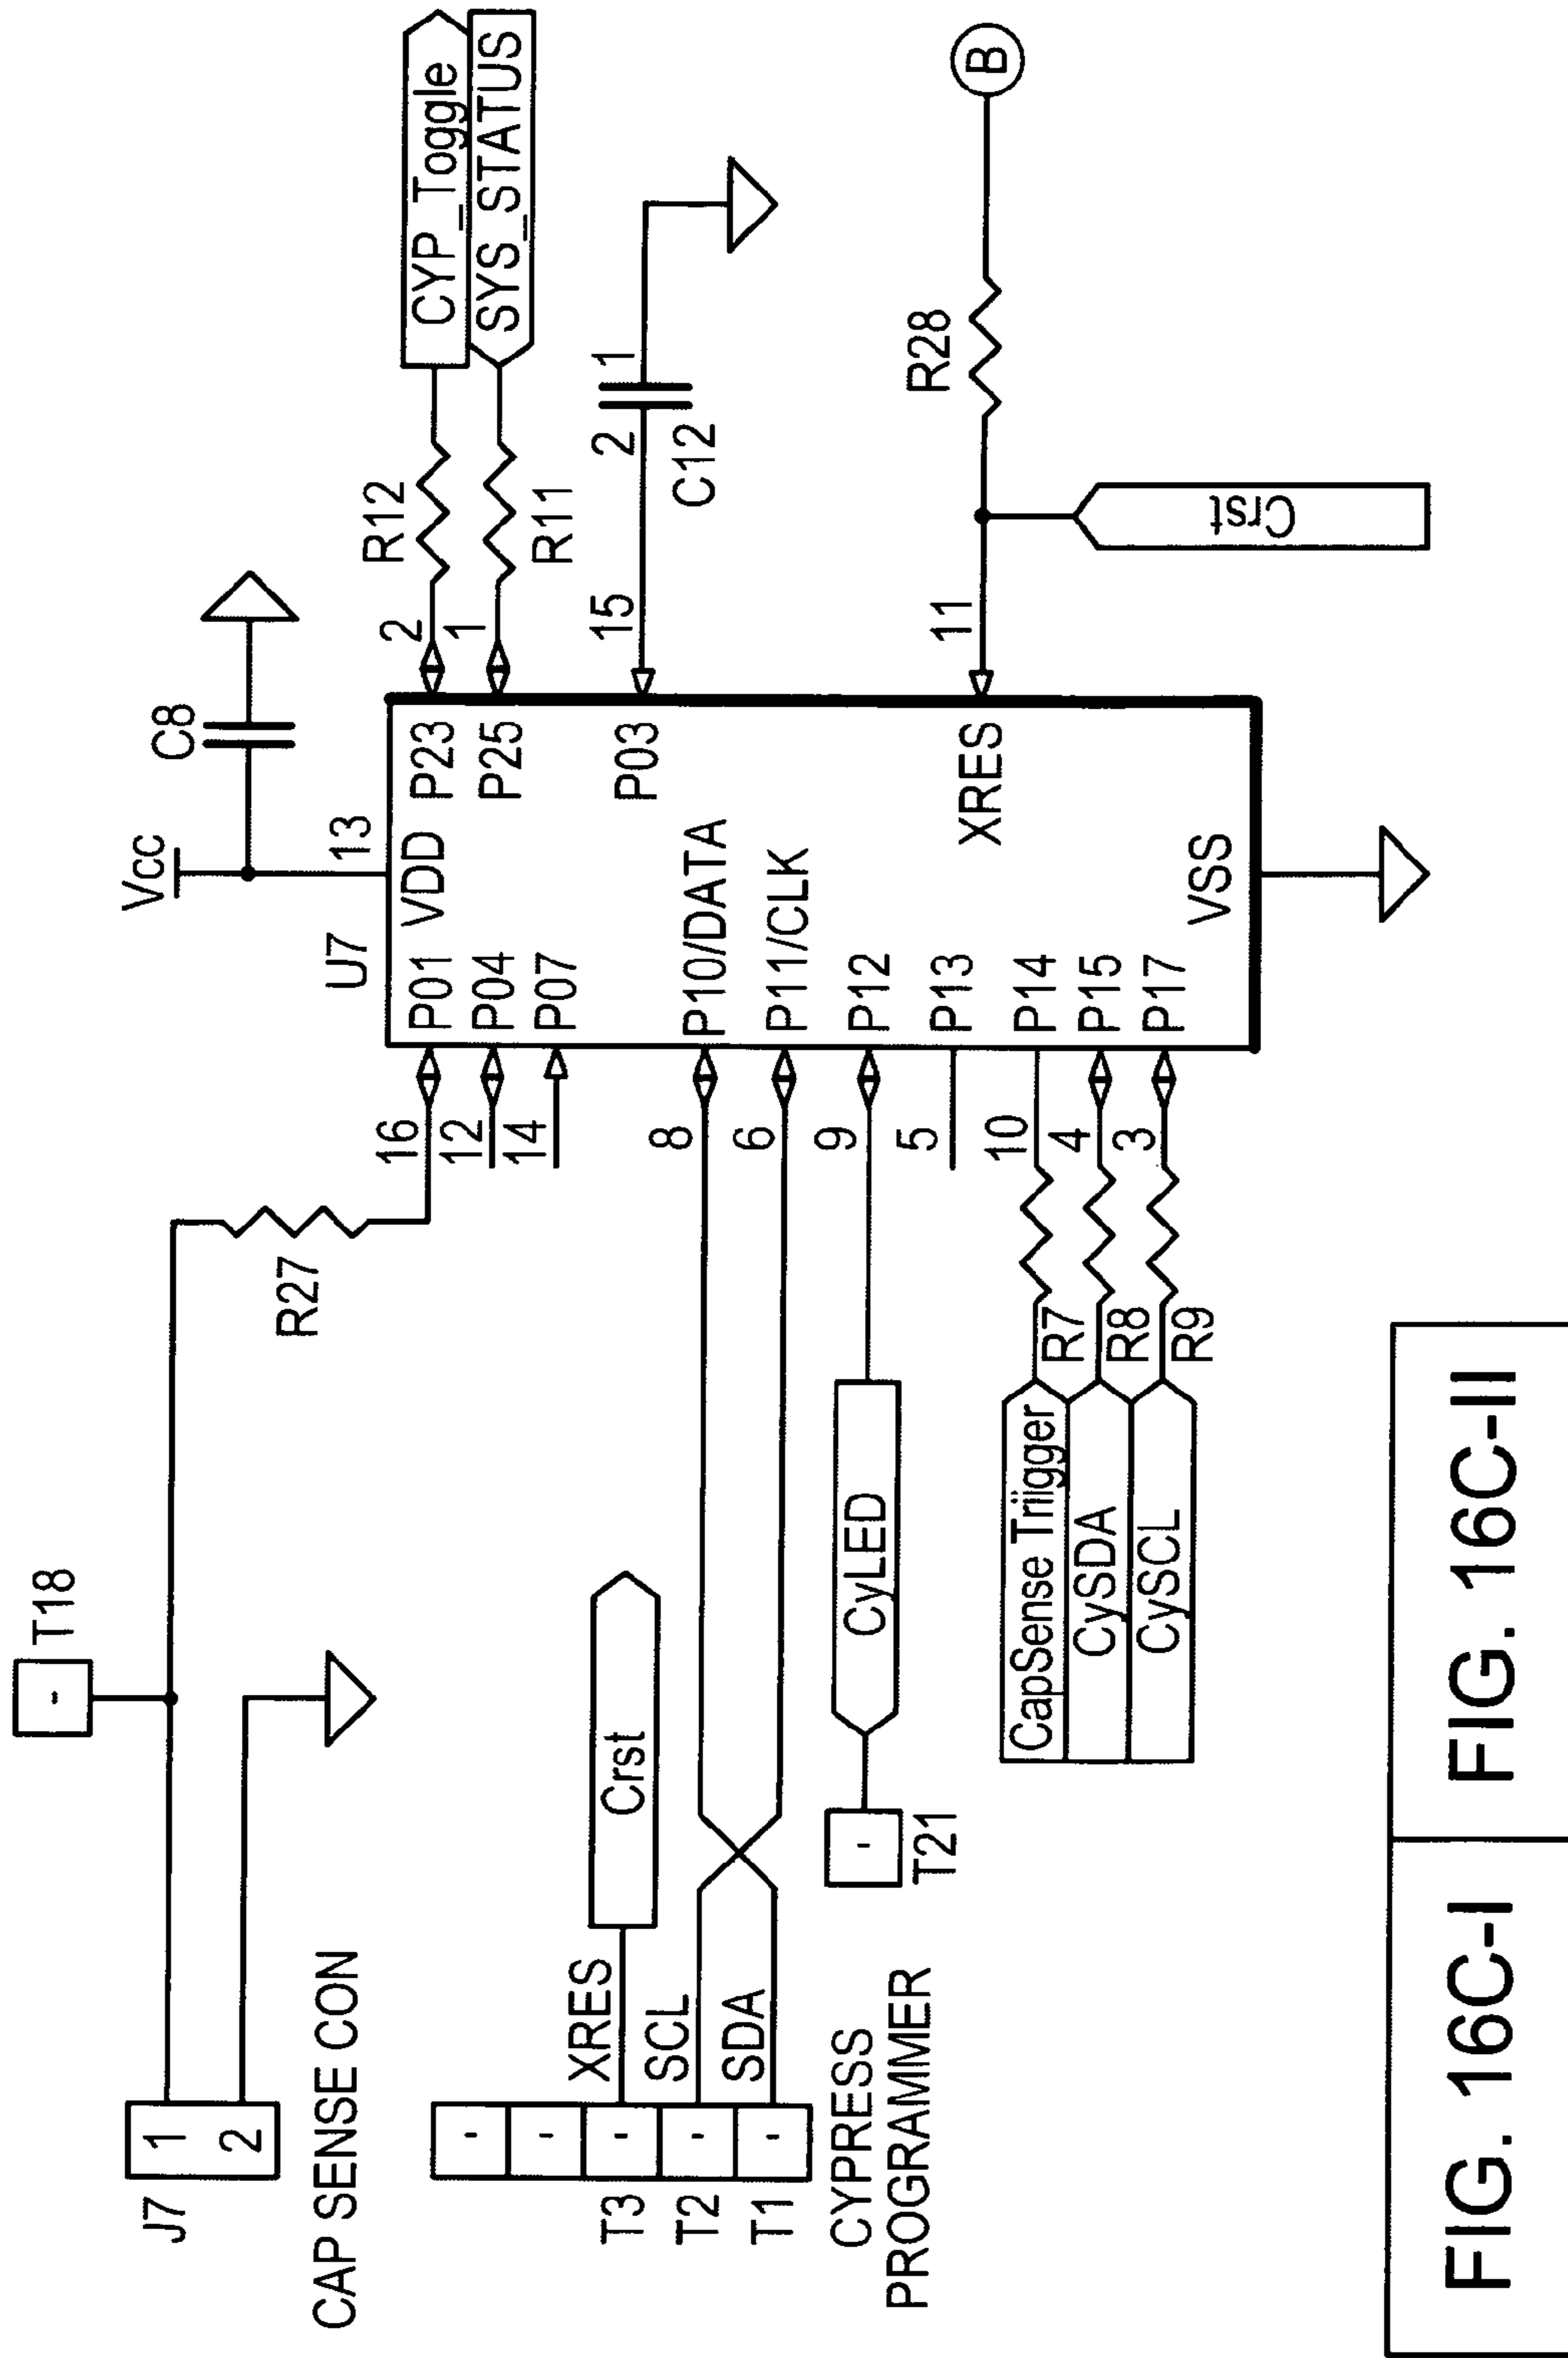 J7
1
2
CAP SENSE CON
T18
-
R27
Vcc
C8
U7
13
VDD
16
P01
12
P04
14
P07
8
P10/DATA
6
P11/CLK
9
P12
5
P13
10
P14
4
P15
3
P17
P23
2
R12
CYP_Toggle
P25
1
R11
SYS_STATUS
P03
15
2
1
C12
XRES
11
R28
B
Crst
VSS
T3
T2
T1
-
-
-
-
-
XRES
Crst
SCL
SDA
CYPRESS
PROGRAMMER
-
T21
CyLED
CapSense Triigger
R7
CySDA
R8
CySCL
R9
FIG. 16C-I
FIG. 16C-II